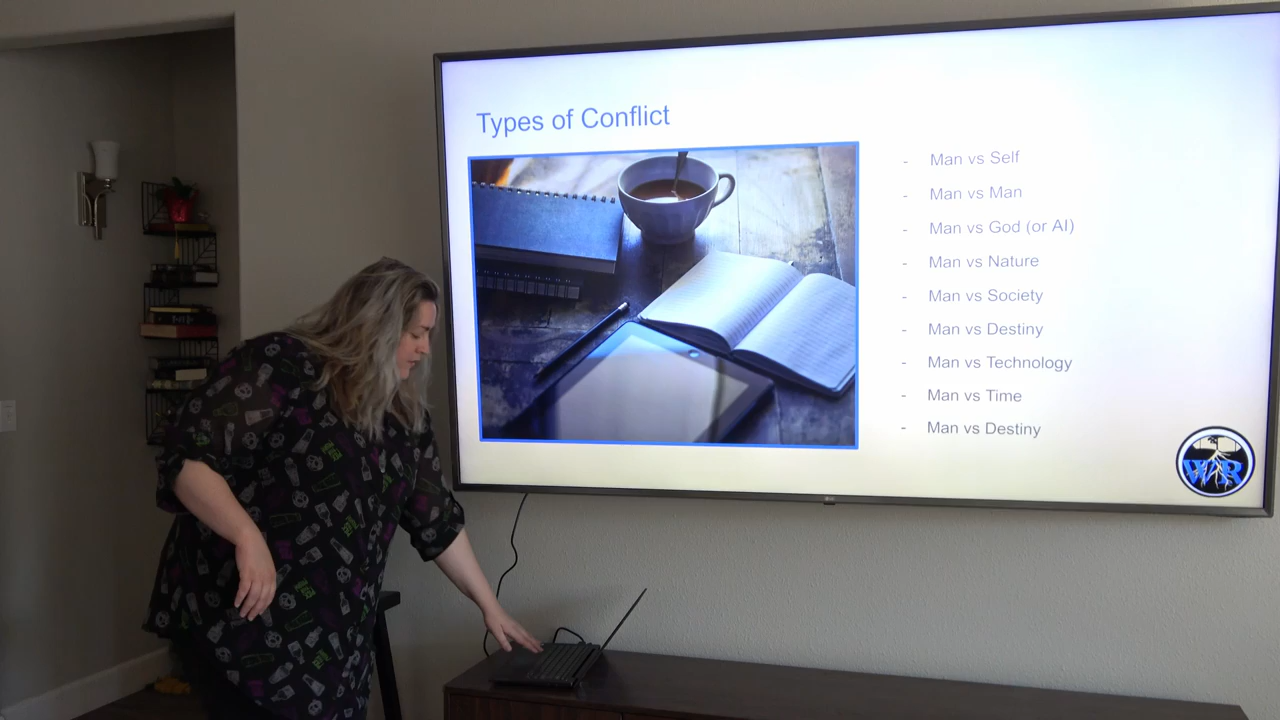 Types of Conflict
- Man vs Self
- Man vs Man
- Man vs God (or AI)
- Man vs Nature
- Man vs Society
- Man vs Destiny
- Man vs Technology
- Man vs Time
- Man vs Destiny
WR